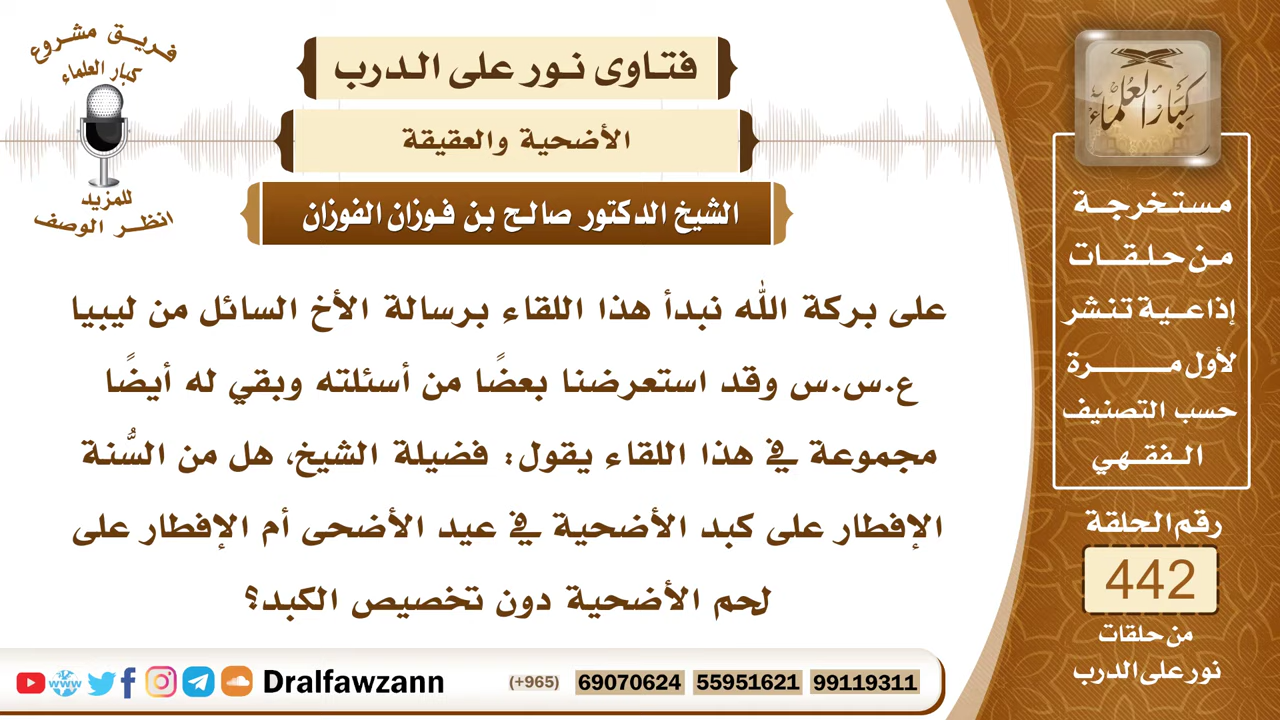 فريق مشروع
كبار العلماء
للمزيد
انظر الوصف
فتاوى نور على الدرب
الأضحية والعقيقة
الشيخ الدكتور صالح بن فوزان الفوزان
على بركة الله نبدأ هذا اللقاء برسالة الأخ السائل من ليبيا
ع.س.س وقد استعرضنا بعضًا من أسئلته وبقي له أيضًا
مجموعة في هذا اللقاء يقول: فضيلة الشيخ، هل من السُّنة
الإفطار على كبد الأضحية في عيد الأضحى أم الإفطار على
لحم الأضحية دون تخصيص الكبد؟
كبار العلماء
مستخرجة
من حلقات
إذاعية تنشر
لأول مرة
حسب التصنيف
الفقهي
رقم الحلقة
442
من حلقات
نور على الدرب
www Dralfawzann (+965) 69070624 55951621 99119311